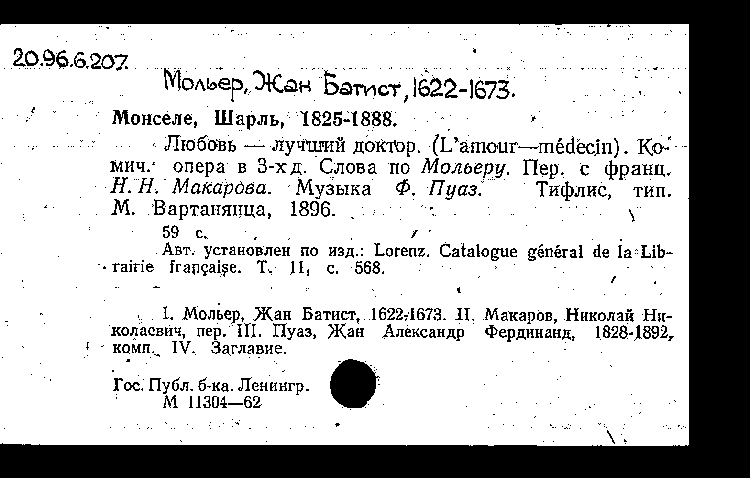 20.96.6.207.
Мольер, Жан Батист, 1622-1673.
Монселе, Шарль, 1825-1888.
Любовь — лучший доктор. (L'amour—médecin). Ко-
мич. опера в 3-х д. Слова по Мольеру. Пер. с франц.
Н. Н. Макарова. Музыка Ф. Пуаз. Тифлис, тип.
М. Вартанянца, 1896.
59 с.
Авт. установлен по изд.: Lorenz. Catalogue général de la Lib-
rairie française. T. 11, с. 568.
I. Мольер, Жан Батист, 1622-1673. II. Макаров, Николай Ни-
колаевич, пер. III. Пуаз, Жан Александр Фердинанд, 1828-1892,
комп. IV. Заглавие.
Гос. Публ. б-ка. Ленингр.
М 11304—62